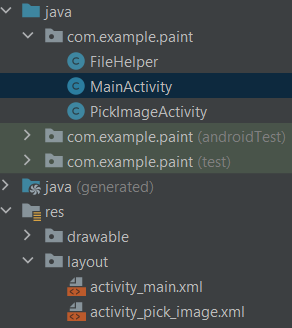 java
com.example.paint
FileHelper
MainActivity
PickImageActivity
com.example.paint (androidTest)
com.example.paint (test)
java (generated)
res
drawable
layout
activity_main.xml
activity_pick_image.xml